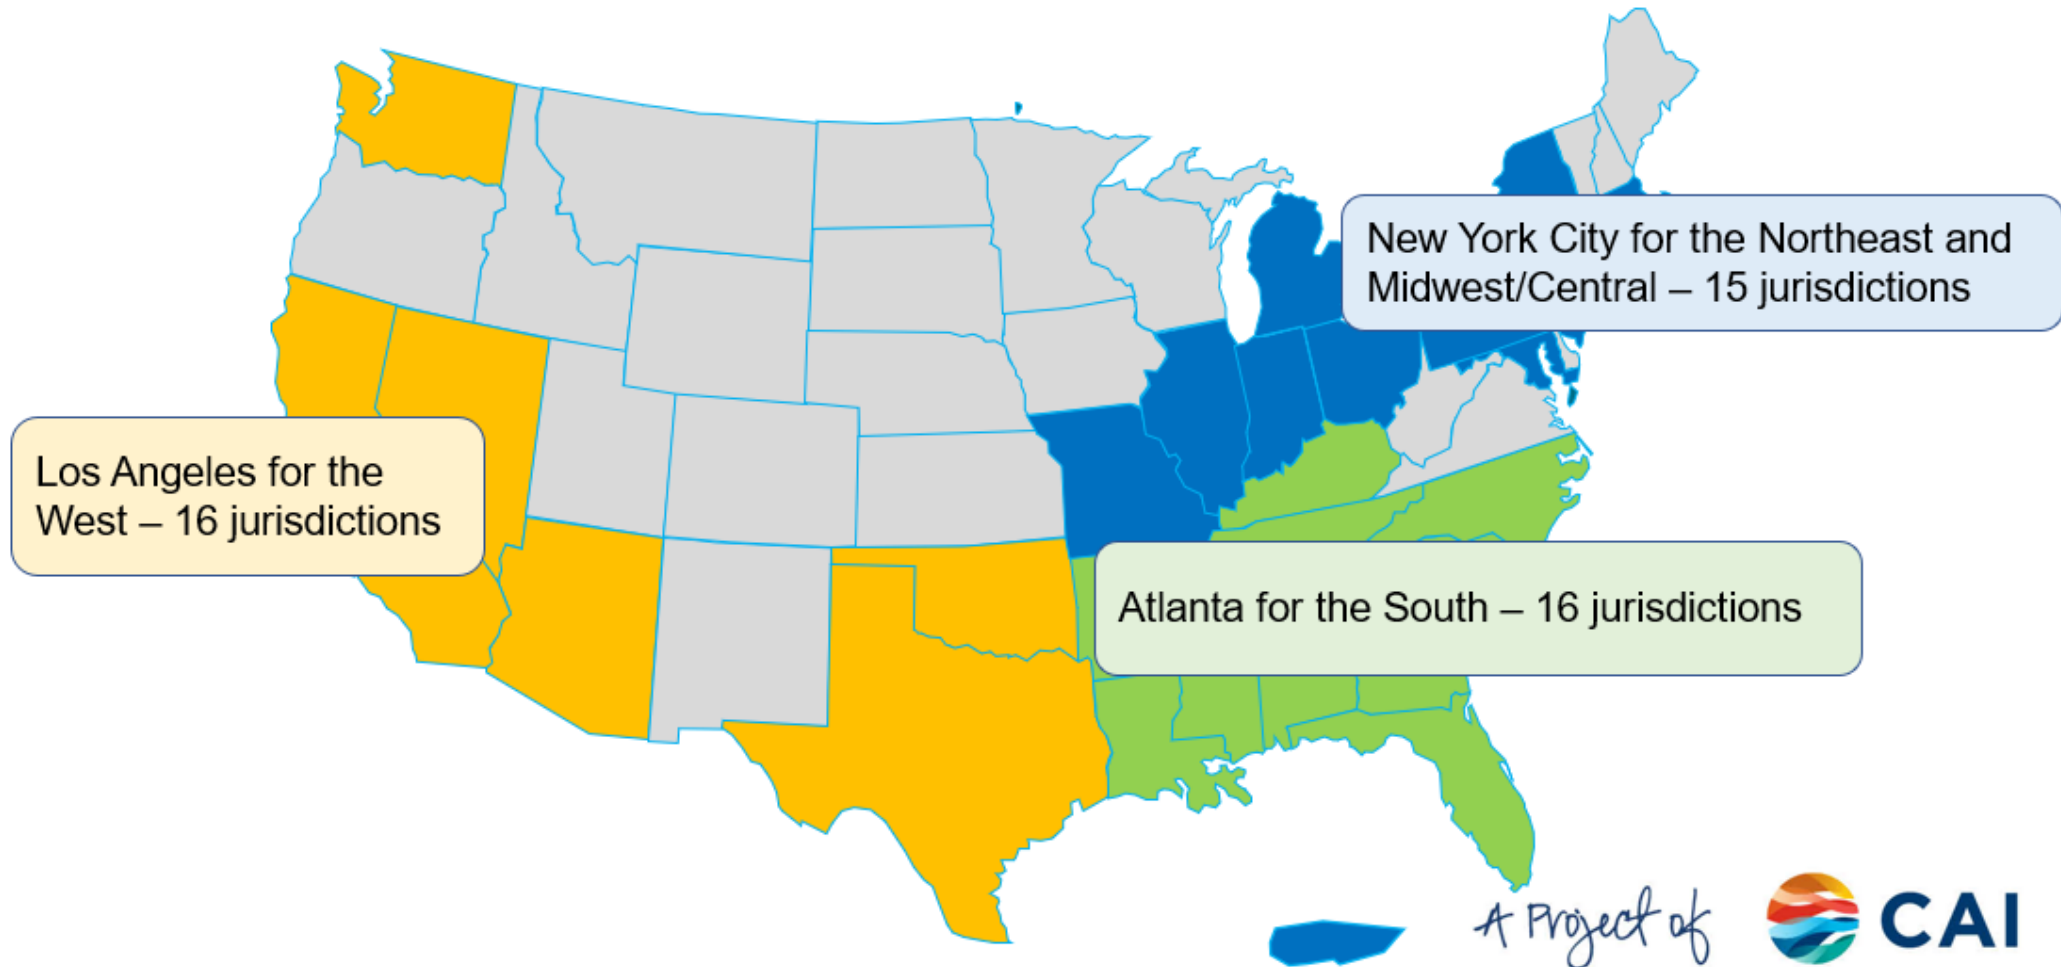 New York City for the Northeast and
Midwest/Central – 15 jurisdictions
Los Angeles for the
West – 16 jurisdictions
Atlanta for the South – 16 jurisdictions
A Project of
CAI